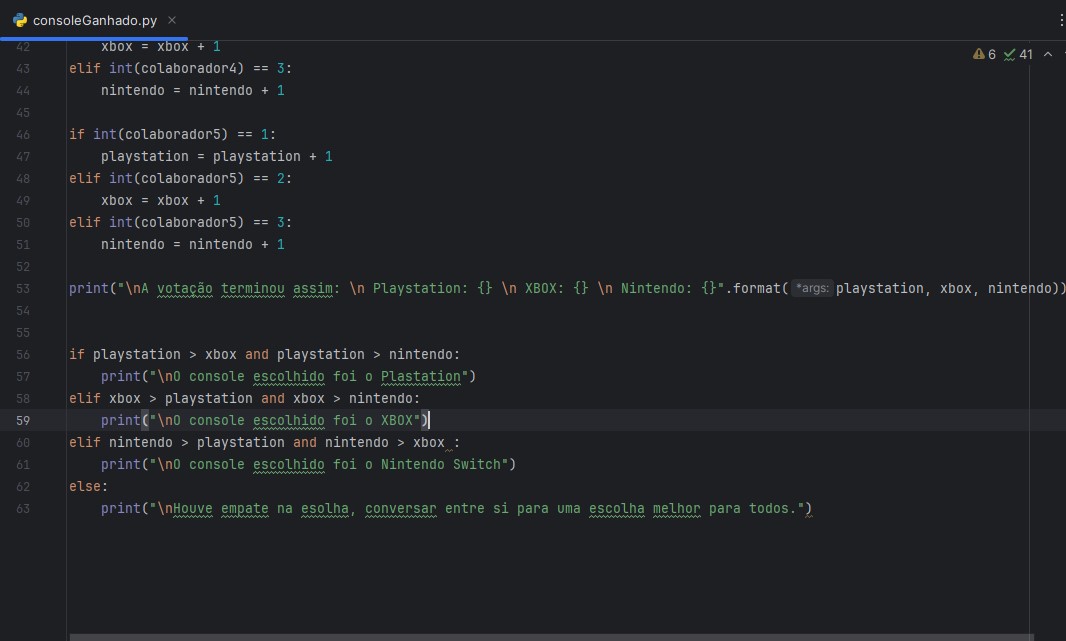 consoleGanhado.py
6 41
42 xbox = xbox + 1
43 elif int(colaborador4) == 3:
44 nintendo = nintendo + 1
45
46 if int(colaborador5) == 1:
47 playstation = playstation + 1
48 elif int(colaborador5) == 2:
49 xbox = xbox + 1
50 elif int(colaborador5) == 3:
51 nintendo = nintendo + 1
52
53 print("\nA votação terminou assim: \n Playstation: {} \n XBOX: {} \n Nintendo: {}".format( *args: playstation, xbox, nintendo))
54
55
56 if playstation > xbox and playstation > nintendo:
57 print("\nO console escolhido foi o Plastation")
58 elif xbox > playstation and xbox > nintendo:
59 print("\nO console escolhido foi o XBOX")
60 elif nintendo > playstation and nintendo > xbox :
61 print("\nO console escolhido foi o Nintendo Switch")
62 else:
63 print("\nHouve empate na esolha, conversar entre si para uma escolha melhor para todos.")